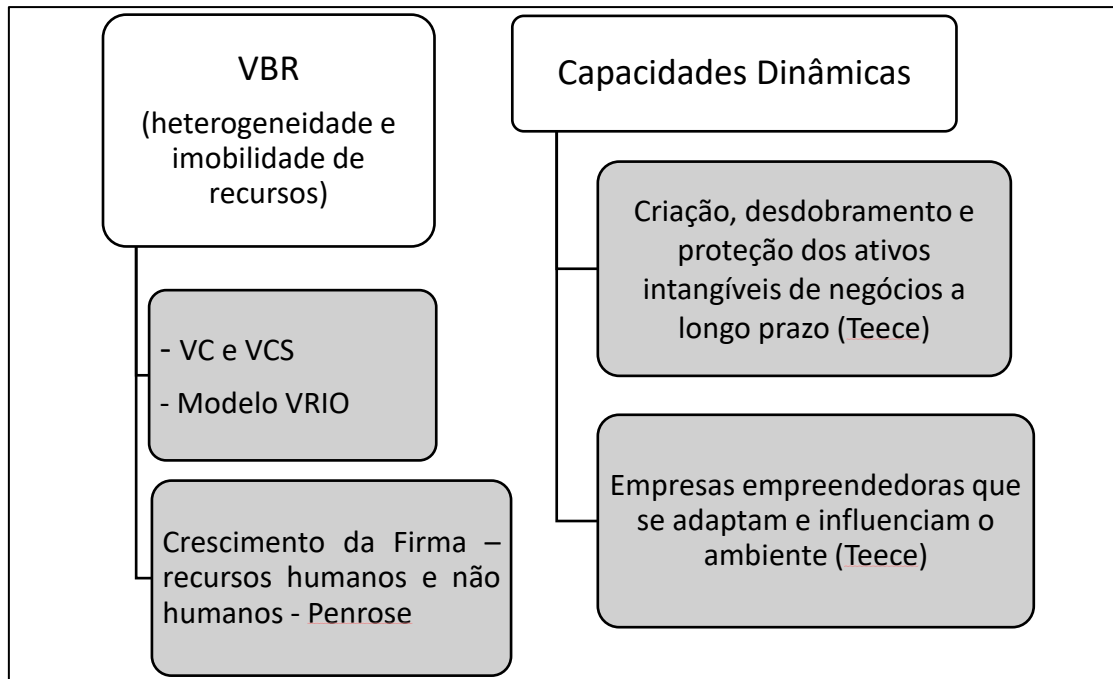 VBR
(heterogeneidade e
imobilidade de
recursos)
- VC e VCS
- Modelo VRIO
Crescimento da Firma –
recursos humanos e não
humanos - Penrose
Capacidades Dinâmicas
Criação, desdobramento e
proteção dos ativos
intangíveis de negócios a
longo prazo (Teece)
Empresas empreendedoras que
se adaptam e influenciam o
ambiente (Teece)